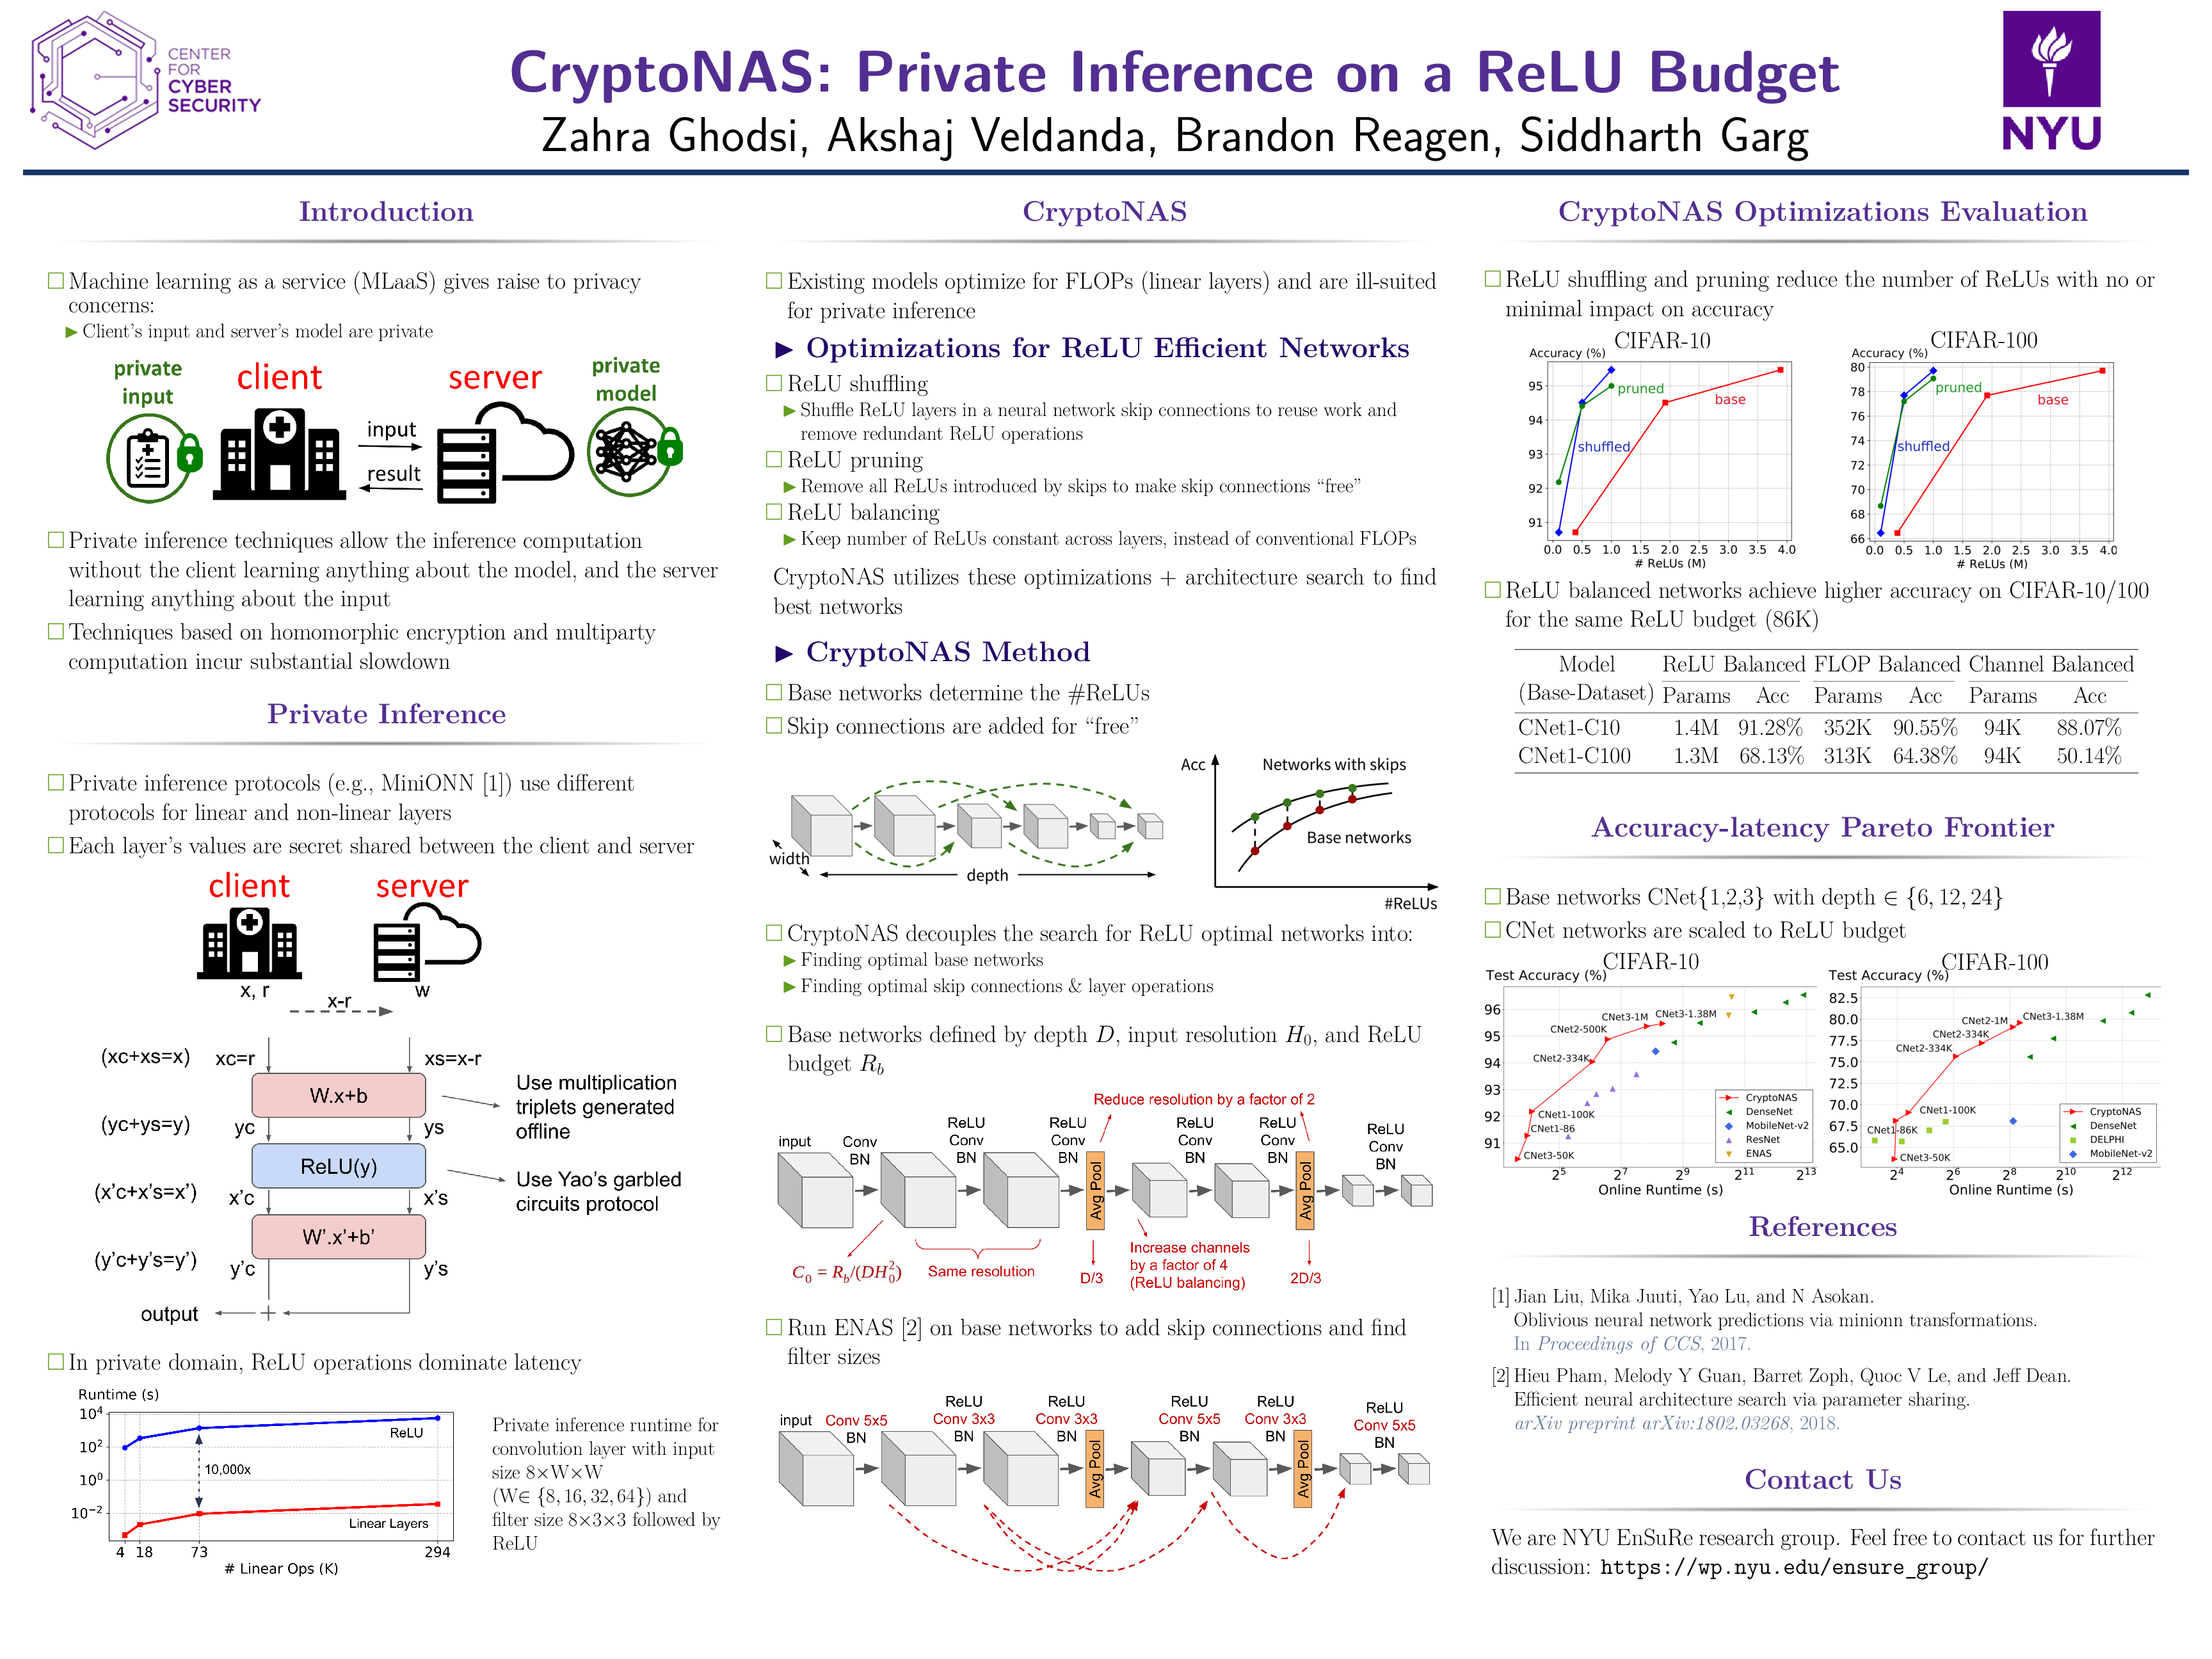 CENTER
FOR
CYBER
SECURITY
CryptoNAS: Private Inference on a ReLU Budget
Zahra Ghodsi, Akshaj Veldanda, Brandon Reagen, Siddharth Garg
NYU
Introduction
Machine learning as a service (MLaaS) gives raise to privacy
concerns:
▶ Client's input and server's model are private
private
input
client
server
private
model
input
result
Private inference techniques allow the inference computation
without the client learning anything about the model, and the server
learning anything about the input
Techniques based on homomorphic encryption and multiparty
computation incur substantial slowdown
Private Inference
Private inference protocols (e.g., MiniONN [1]) use different
protocols for linear and non-linear layers
Each layer's values are secret shared between the client and server
client
server
x, r
w
x-r
(xc+xs=x)
xc=r
xs=x-r
W.x+b
Use multiplication
triplets generated
offline
(yc+ys=y)
yc
ys
ReLU(y)
Use Yao's garbled
circuits protocol
(x'c+x's=x')
x'c
x's
W'.x'+b'
(y'c+y's=y')
y'c
y's
output
+
In private domain, ReLU operations dominate latency
Runtime (s)
10⁴
10²
10⁰
10⁻²
ReLU
10,000x
Linear Layers
4 18 73 294
# Linear Ops (K)
Private inference runtime for
convolution layer with input
size 8×W×W
(W∈ {8, 16, 32, 64}) and
filter size 8×3×3 followed by
ReLU
CryptoNAS
Existing models optimize for FLOPs (linear layers) and are ill-suited
for private inference
▶ Optimizations for ReLU Efficient Networks
ReLU shuffling
▶ Shuffle ReLU layers in a neural network skip connections to reuse work and
remove redundant ReLU operations
ReLU pruning
▶ Remove all ReLUs introduced by skips to make skip connections “free”
ReLU balancing
▶ Keep number of ReLUs constant across layers, instead of conventional FLOPs
CryptoNAS utilizes these optimizations + architecture search to find
best networks
▶ CryptoNAS Method
Base networks determine the #ReLUs
Skip connections are added for “free”
width
depth
Acc
Networks with skips
Base networks
#ReLUs
CryptoNAS decouples the search for ReLU optimal networks into:
▶ Finding optimal base networks
▶ Finding optimal skip connections & layer operations
Base networks defined by depth D, input resolution H₀, and ReLU
budget R_b
Reduce resolution by a factor of 2
input
Conv
BN
ReLU
Conv
BN
ReLU
Conv
BN
Avg Pool
ReLU
Conv
BN
ReLU
Conv
BN
Avg Pool
ReLU
Conv
BN
C₀ = R_b/(DH₀²)
Same resolution
D/3
Increase channels
by a factor of 4
(ReLU balancing)
2D/3
Run ENAS [2] on base networks to add skip connections and find
filter sizes
input
Conv 5x5
BN
ReLU
Conv 3x3
BN
ReLU
Conv 3x3
BN
Avg Pool
ReLU
Conv 5x5
BN
ReLU
Conv 3x3
BN
Avg Pool
ReLU
Conv 5x5
BN
CryptoNAS Optimizations Evaluation
ReLU shuffling and pruning reduce the number of ReLUs with no or
minimal impact on accuracy
CIFAR-10
Accuracy (%)
95
94
93
92
91
pruned
base
shuffled
0.0 0.5 1.0 1.5 2.0 2.5 3.0 3.5 4.0
# ReLUs (M)
CIFAR-100
Accuracy (%)
80
78
76
74
72
70
68
66
pruned
base
shuffled
0.0 0.5 1.0 1.5 2.0 2.5 3.0 3.5 4.0
# ReLUs (M)
ReLU balanced networks achieve higher accuracy on CIFAR-10/100
for the same ReLU budget (86K)
Model ReLU Balanced FLOP Balanced Channel Balanced
(Base-Dataset) Params Acc Params Acc Params Acc
CNet1-C10 1.4M 91.28% 352K 90.55% 94K 88.07%
CNet1-C100 1.3M 68.13% 313K 64.38% 94K 50.14%
Accuracy-latency Pareto Frontier
Base networks CNet{1,2,3} with depth ∈ {6, 12, 24}
CNet networks are scaled to ReLU budget
CIFAR-10
Test Accuracy (%)
96
95
94
93
92
91
CNet3-1M
CNet3-1.38M
CNet2-500K
CNet2-334K
CNet1-100K
CNet1-86
CNet3-50K
CryptoNAS
DenseNet
MobileNet-v2
ResNet
ENAS
2⁵ 2⁷ 2⁹ 2¹¹ 2¹³
Online Runtime (s)
CIFAR-100
Test Accuracy (%)
82.5
80.0
77.5
75.0
72.5
70.0
67.5
65.0
CNet2-1M
CNet3-1.38M
CNet2-334K
CNet2-334K
CNet1-100K
CNet1-86K
CNet3-50K
CryptoNAS
DenseNet
DELPHI
MobileNet-v2
2⁴ 2⁶ 2⁸ 2¹⁰ 2¹²
Online Runtime (s)
References
[1] Jian Liu, Mika Juuti, Yao Lu, and N Asokan.
Oblivious neural network predictions via minionn transformations.
In Proceedings of CCS, 2017.
[2] Hieu Pham, Melody Y Guan, Barret Zoph, Quoc V Le, and Jeff Dean.
Efficient neural architecture search via parameter sharing.
arXiv preprint arXiv:1802.03268, 2018.
Contact Us
We are NYU EnSuRe research group. Feel free to contact us for further
discussion: https://wp.nyu.edu/ensure_group/